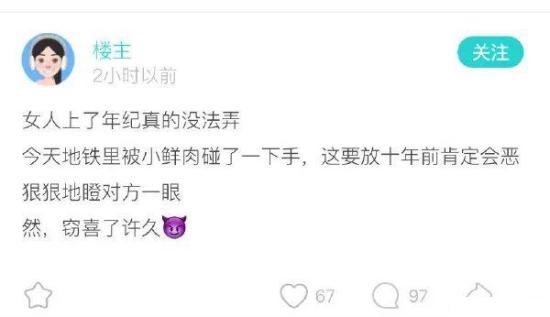 楼主
关注
2小时以前
女人上了年纪真的没法弄
今天地铁里被小鲜肉碰了一下手，这要放十年前肯定会恶
狠狠地瞪对方一眼
然，窃喜了许久😈
67
97